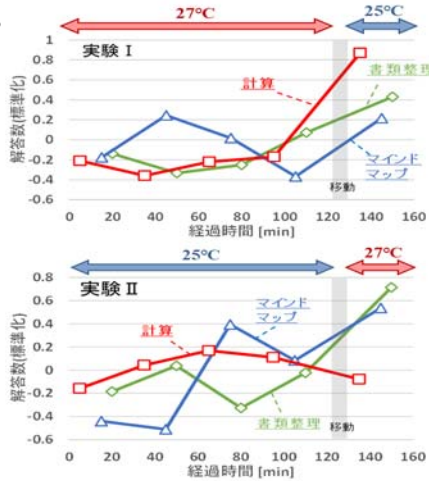 27℃
25℃
実験Ⅰ
解答数(標準化)
1
0.8
0.6
0.4
0.2
0
-0.2
-0.4
-0.6
計算
書類整理
マインド
マップ
移動
0 20 40 60 80 100 120 140 160
経過時間 [min]
25℃
27℃
実験Ⅱ
解答数(標準化)
0.8
0.6
0.4
0.2
0
-0.2
-0.4
-0.6
計算
マインド
マップ
書類整理
移動
0 20 40 60 80 100 120 140 160
経過時間 [min]